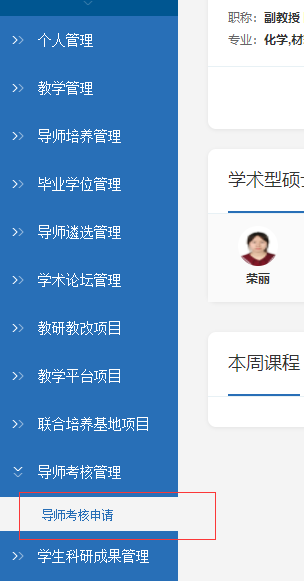 个人管理
教学管理
导师培养管理
毕业学位管理
导师遴选管理
学术论坛管理
教研教改项目
教学平台项目
联合培养基地项目
导师考核管理
导师考核申请
学生科研成果管理
职称：副教授
专业：化学,材
学术型硕
荣丽
本周课程